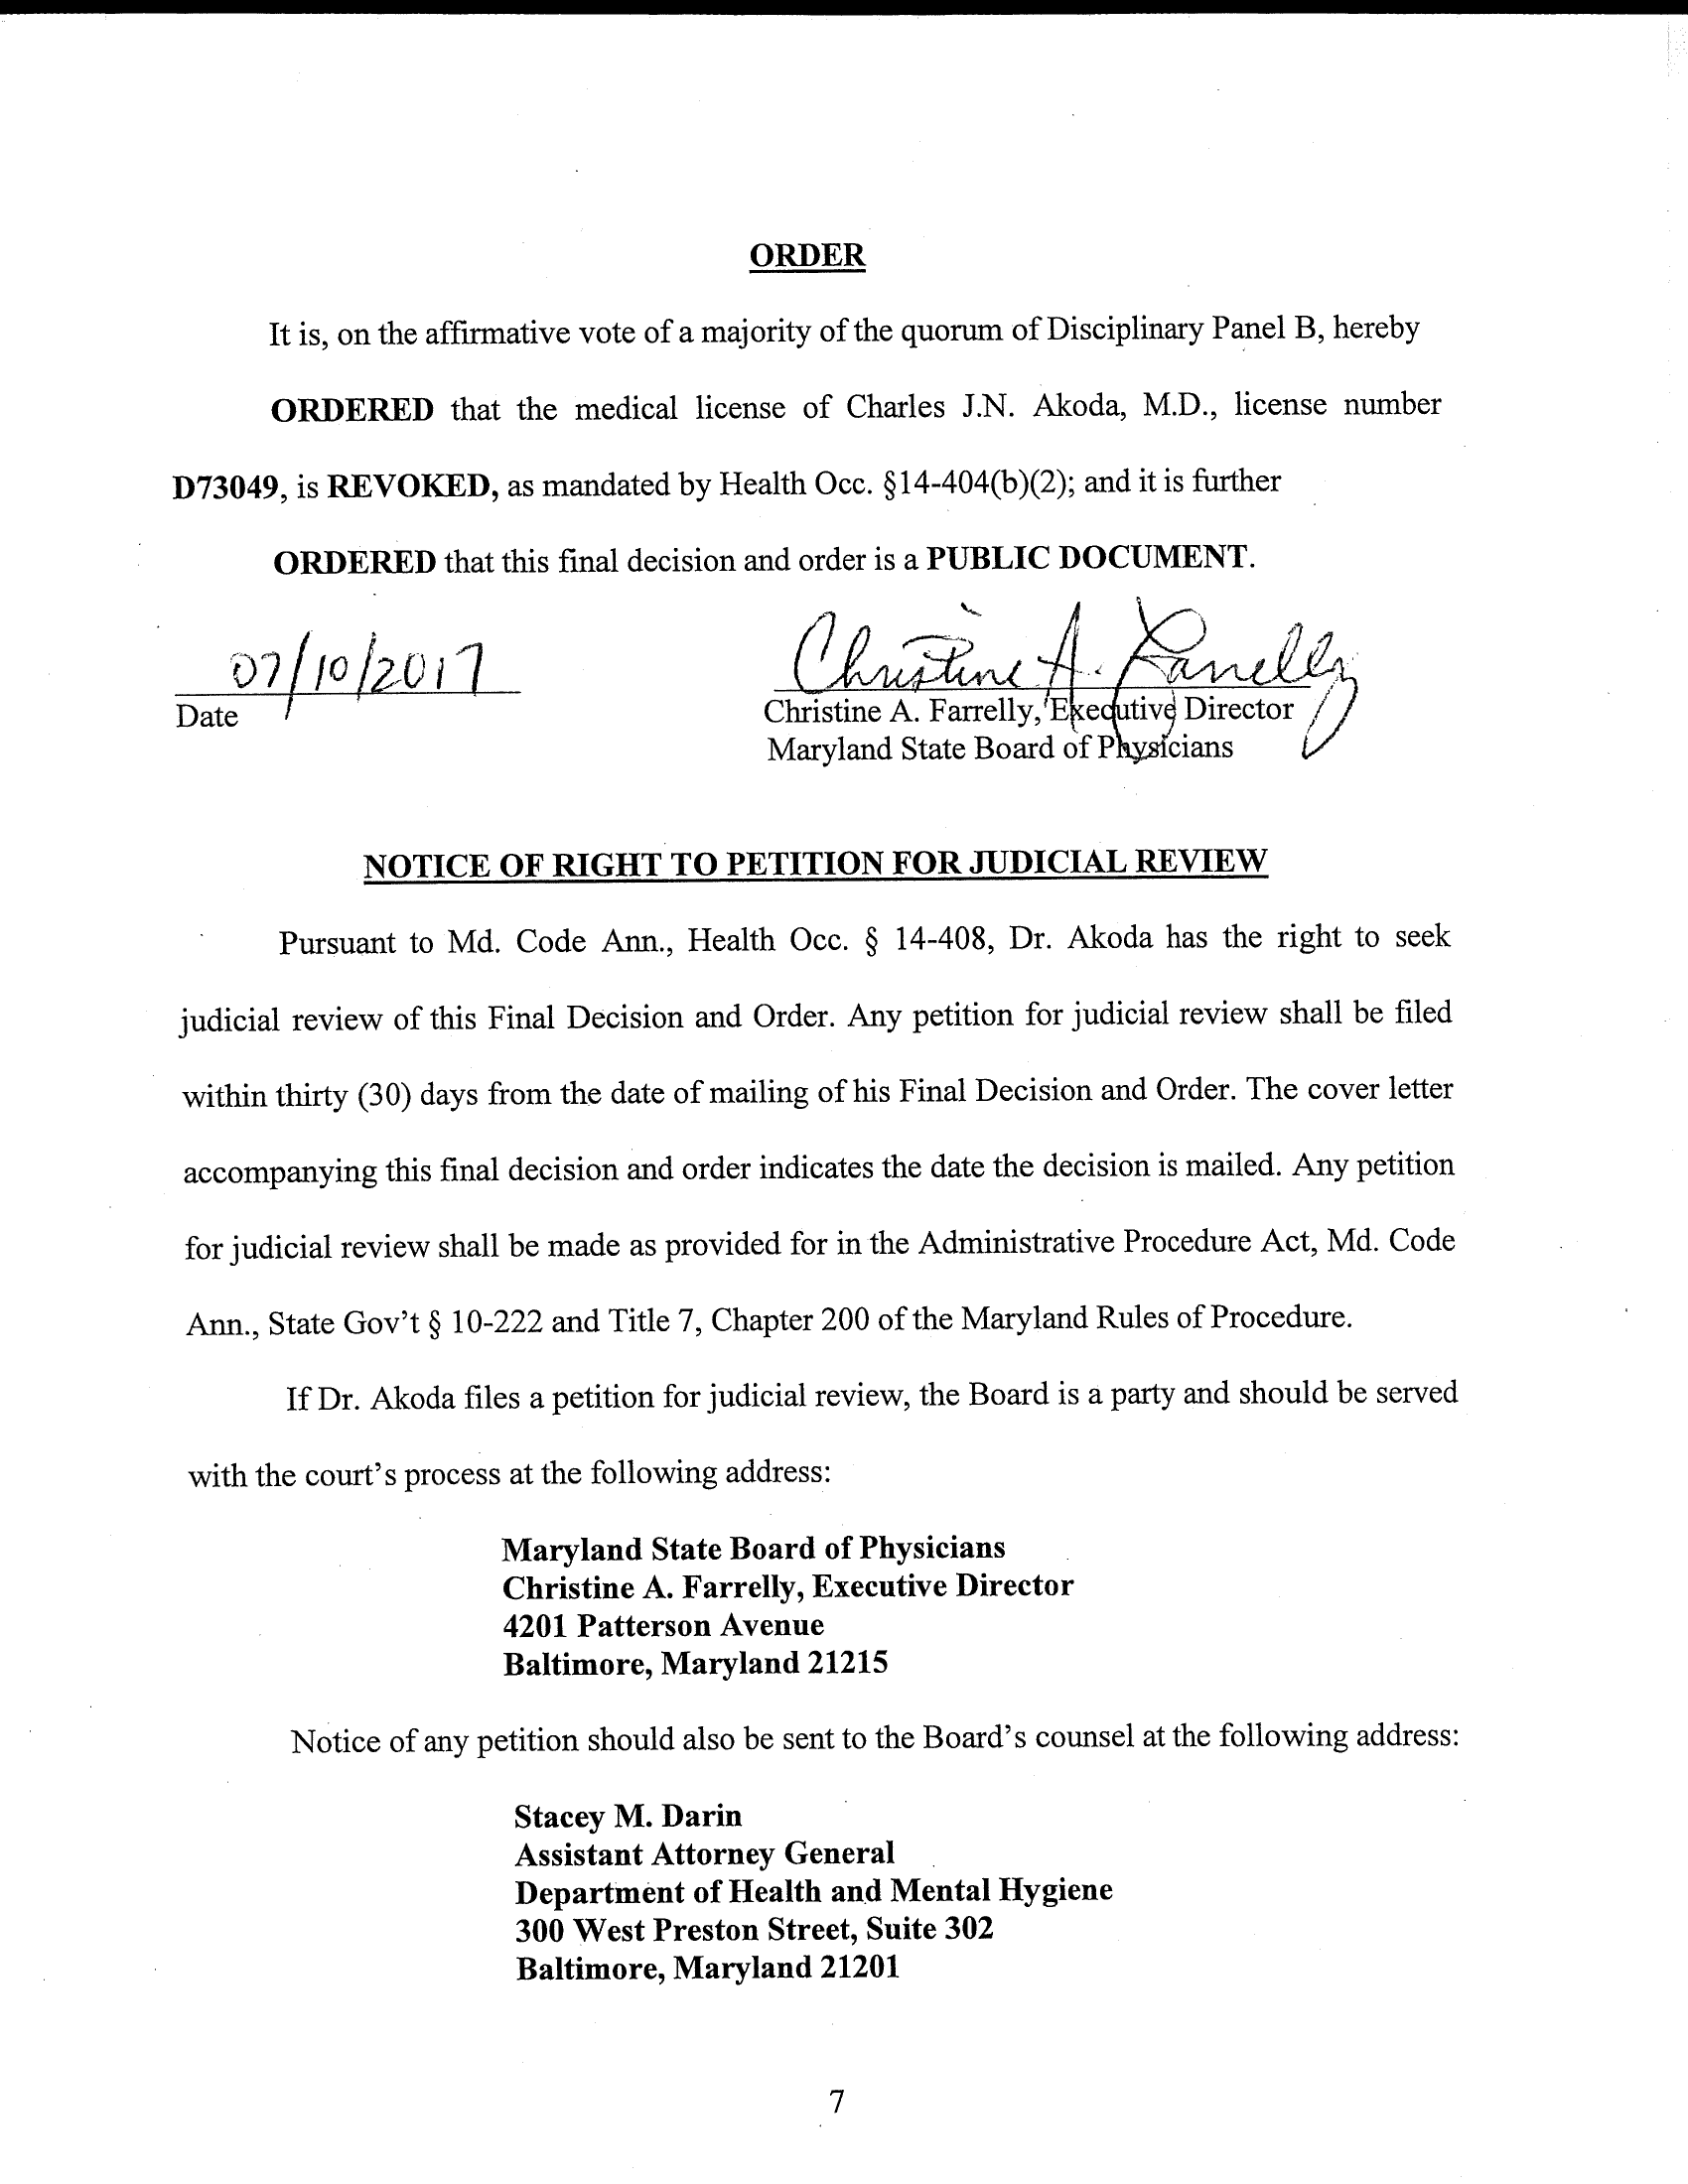 ORDER
It is, on the affirmative vote of a majority of the quorum of Disciplinary Panel B, hereby
ORDERED that the medical license of Charles J.N. Akoda, M.D., license number
D73049, is REVOKED, as mandated by Health Occ. §14-404(b)(2); and it is further
ORDERED that this final decision and order is a PUBLIC DOCUMENT.
07/10/2017
Christine A. Farrelly
Date
Christine A. Farrelly, Executive Director
Maryland State Board of Physicians
NOTICE OF RIGHT TO PETITION FOR JUDICIAL REVIEW
Pursuant to Md. Code Ann., Health Occ. § 14-408, Dr. Akoda has the right to seek
judicial review of this Final Decision and Order. Any petition for judicial review shall be filed
within thirty (30) days from the date of mailing of his Final Decision and Order. The cover letter
accompanying this final decision and order indicates the date the decision is mailed. Any petition
for judicial review shall be made as provided for in the Administrative Procedure Act, Md. Code
Ann., State Gov't § 10-222 and Title 7, Chapter 200 of the Maryland Rules of Procedure.
If Dr. Akoda files a petition for judicial review, the Board is a party and should be served
with the court's process at the following address:
Maryland State Board of Physicians
Christine A. Farrelly, Executive Director
4201 Patterson Avenue
Baltimore, Maryland 21215
Notice of any petition should also be sent to the Board's counsel at the following address:
Stacey M. Darin
Assistant Attorney General
Department of Health and Mental Hygiene
300 West Preston Street, Suite 302
Baltimore, Maryland 21201
7